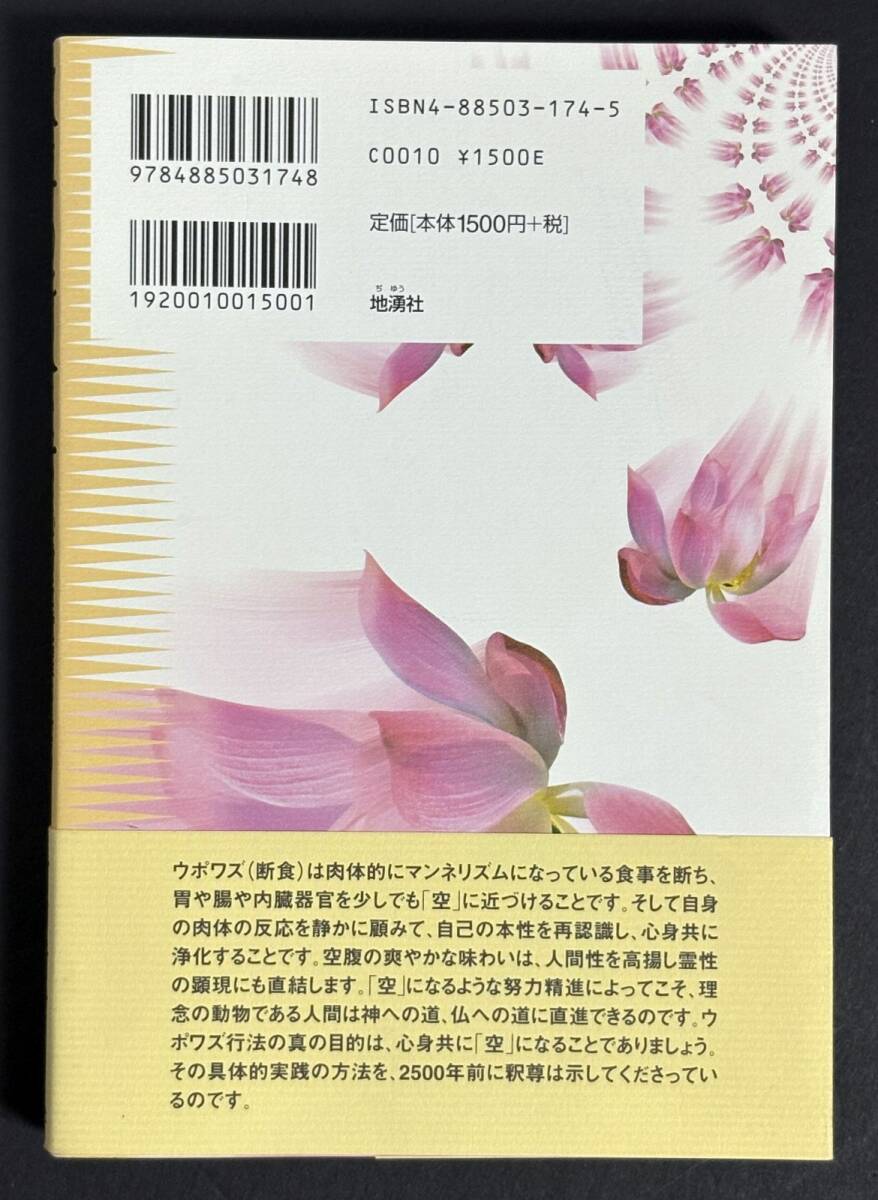 ISBN4-88503-174-5
9784885031748
C0010 ¥1500E
定価[本体1500円+税]
1920010015001
ぢ ゆう
地湧社
ウポワズ(断食)は肉体的にマンネリズムになっている食事を断ち、
胃や腸や内臓器官を少しでも「空」に近づけることです。そして自身
の肉体の反応を静かに顧みて、自己の本性を再認識し、心身共に
浄化することです。空腹の爽やかな味わいは、人間性を高揚し霊性
の顕現にも直結します。「空」になるような努力精進によってこそ、理
念の動物である人間は神への道、仏への道に直進できるのです。ウ
ポワズ行法の真の目的は、心身共に「空」になることでありましょう。
その具体的実践の方法を、2500年前に釈尊は示してくださってい
るのです。